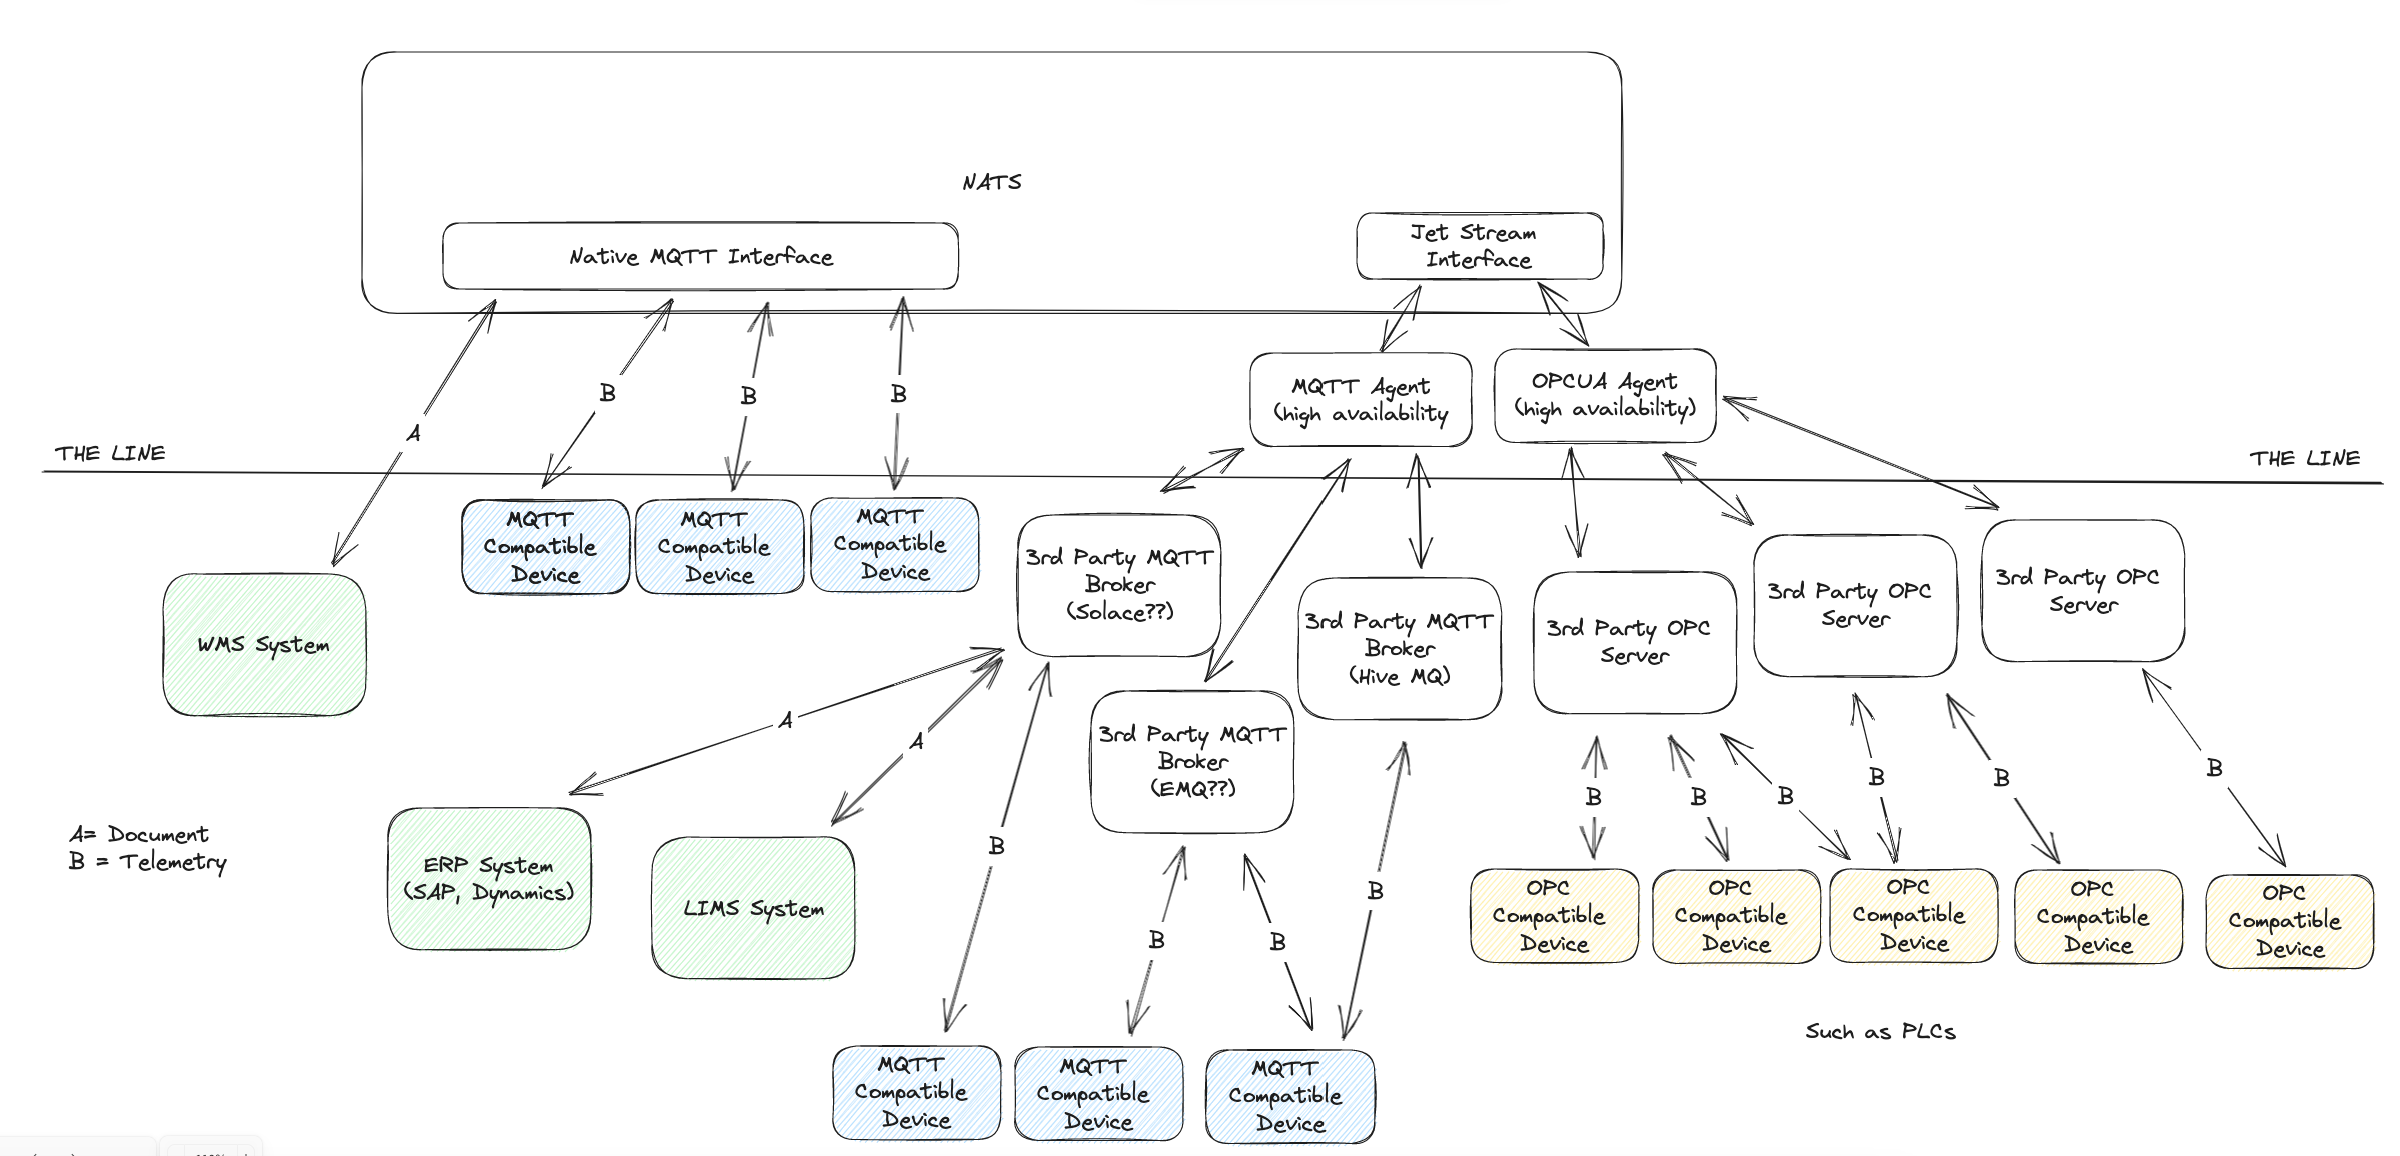 NATS
Native MQTT Interface
Jet Stream
Interface
MQTT Agent
(high availability
OPCUA Agent
(high availability)
A
B
B
B
THE LINE
THE LINE
WMS System
MQTT
Compatible
Device
MQTT
Compatible
Device
MQTT
Compatible
Device
3rd Party MQTT
Broker
(Solace??)
3rd Party MQTT
Broker
(EMQ??)
3rd Party MQTT
Broker
(Hive MQ)
3rd Party OPC
Server
3rd Party OPC
Server
3rd Party OPC
Server
A
A
B
B
B
B
B
B
B
B
B
B
A= Document
B = Telemetry
ERP System
(SAP, Dynamics)
LIMS System
OPC
Compatible
Device
OPC
Compatible
Device
OPC
Compatible
Device
OPC
Compatible
Device
OPC
Compatible
Device
Such as PLCs
MQTT
Compatible
Device
MQTT
Compatible
Device
MQTT
Compatible
Device